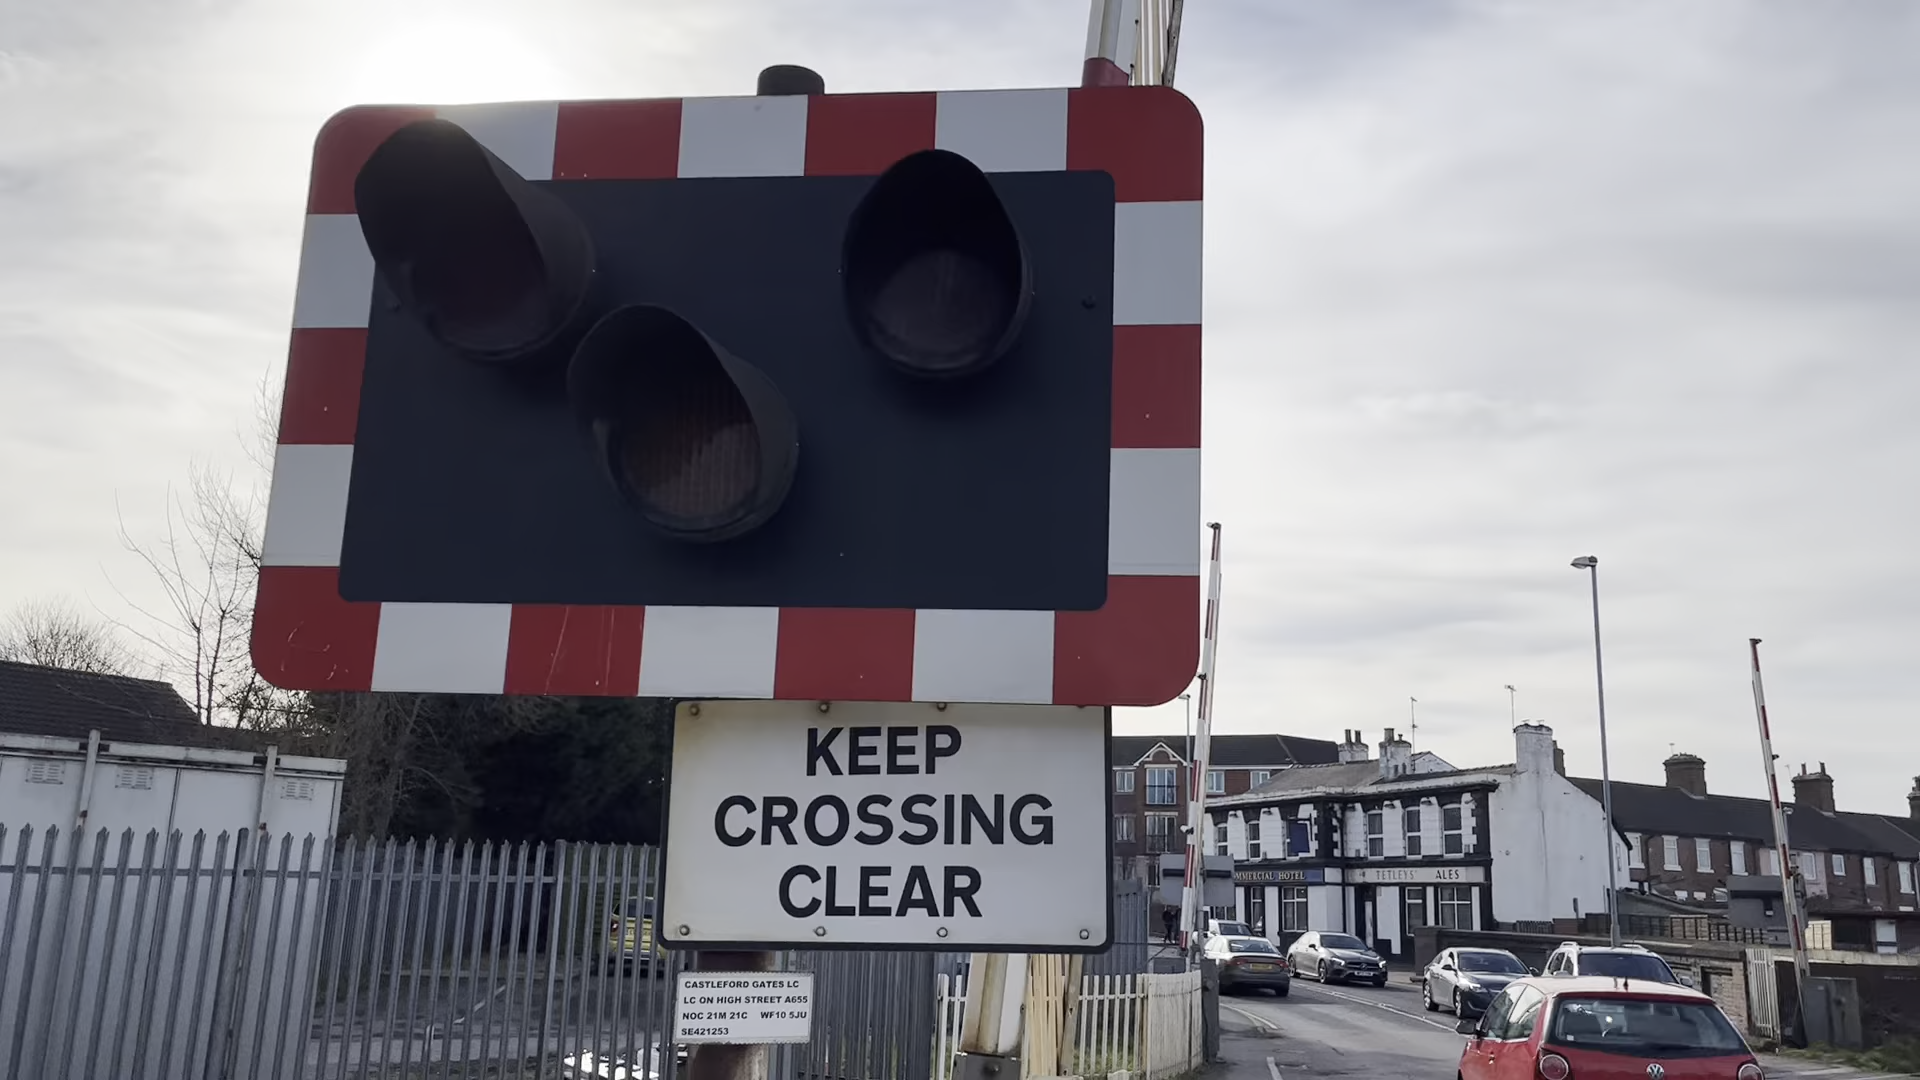 KEEP
CROSSING
CLEAR
CASTLEFORD GATES LC
LC ON HIGH STREET A655
NOC 21M 21C WF10 5JU
SE421253
MMERCIAL HOTEL
TETLEYS' ALES